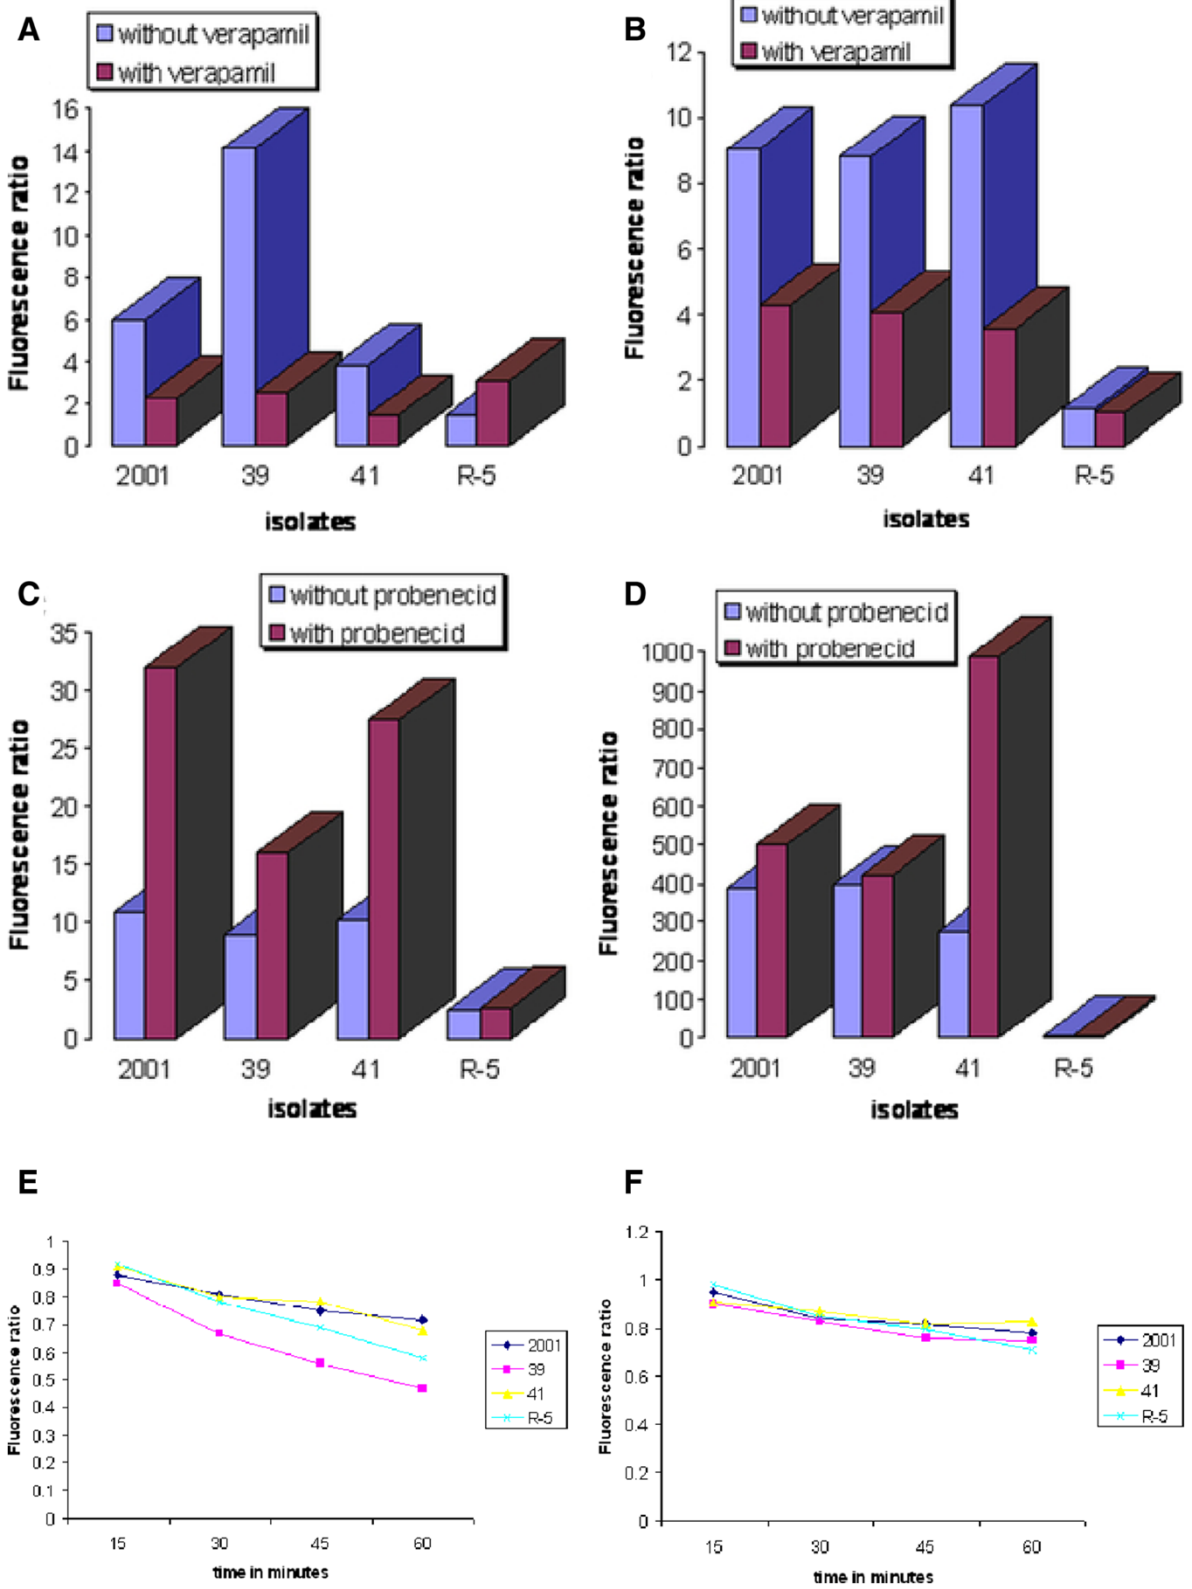 A
without verapamil
with verapamil
Fluorescence ratio
16
14
12
10
8
6
4
2
0
2001 39 41 R-5
isolates
B
without verapamil
with verapamil
Fluorescence ratio
12
10
8
6
4
2
0
2001 39 41 R-5
isolates
C
without probenecid
with probenecid
Fluorescence ratio
35
30
25
20
15
10
5
0
2001 39 41 R-5
isolates
D
without probenecid
with probenecid
Fluorescence ratio
1000
900
800
700
600
500
400
300
200
100
0
2001 39 41 R-5
isolates
E
Fluorescence ratio
1
0.9
0.8
0.7
0.6
0.5
0.4
0.3
0.2
0.1
0
15 30 45 60
time in minutes
2001
39
41
R-5
F
Fluorescence ratio
1.2
1
0.8
0.6
0.4
0.2
0
15 30 45 60
time in minutes
2001
39
41
R-5